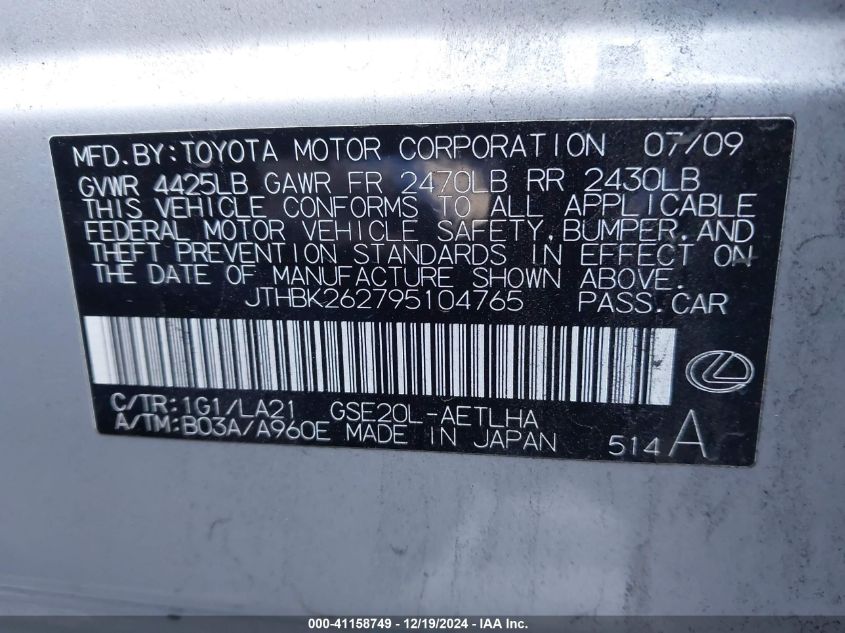 MFD.BY:TOYOTA MOTOR CORPORATION 07/09
GVWR 4425LB GAWR FR 2470LB RR 2430LB
THIS VEHICLE CONFORMS TO ALL APPLICABLE
FEDERAL MOTOR VEHICLE SAFETY,BUMPER,AND
THEFT PREVENTION STANDARDS IN EFFECT ON
THE DATE OF MANUFACTURE SHOWN ABOVE.
JTHBK262795104765 PASS.CAR
C/TR:1G1/LA21 GSE20L-AETLHA
A/TM:B03A/A960E MADE IN JAPAN 514A
000-41158749 - 12/19/2024 - IAA Inc.